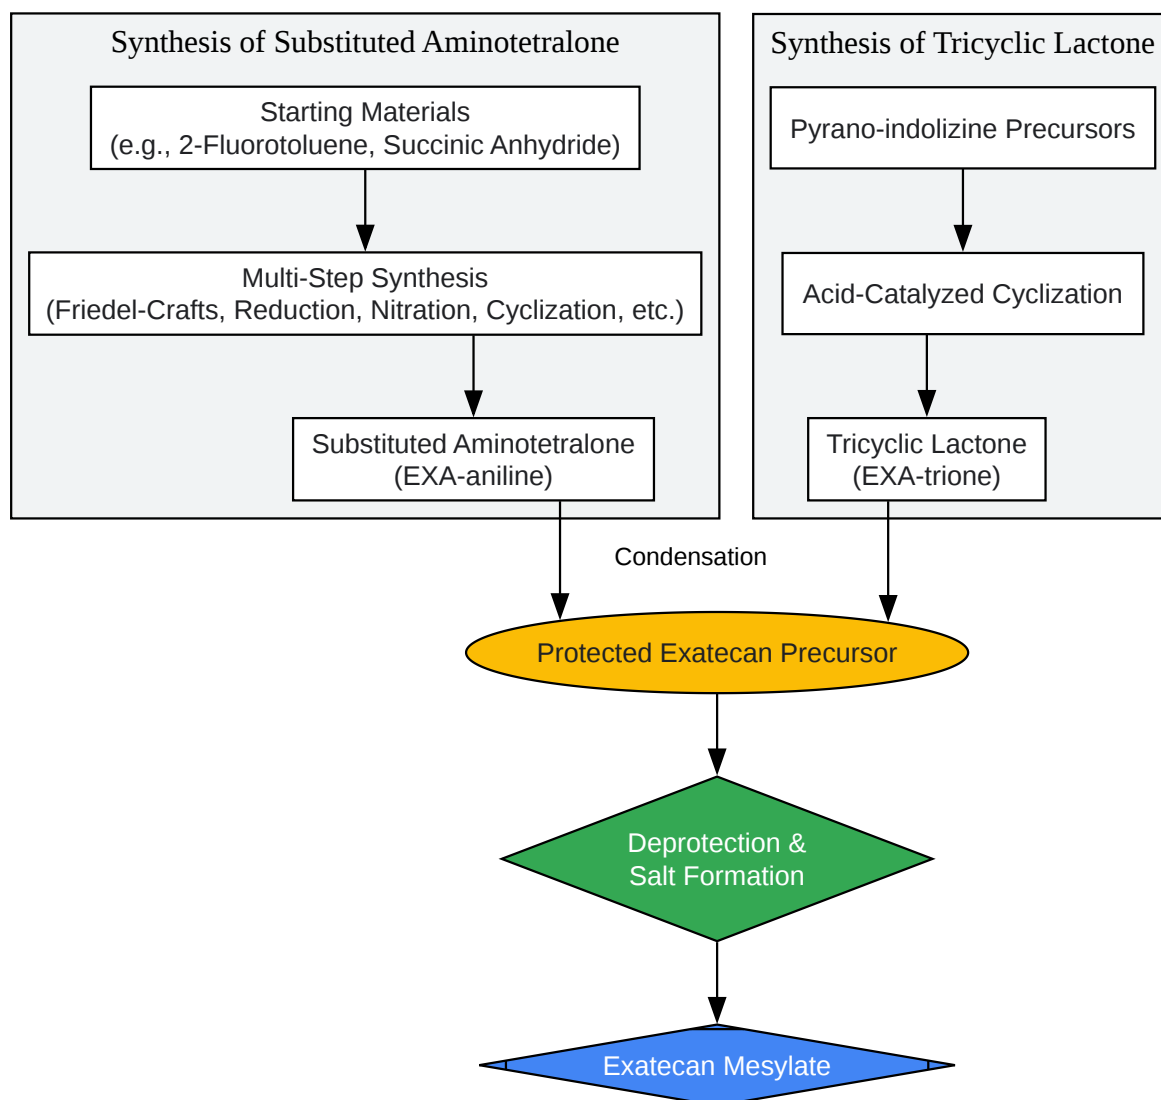 Synthesis of Substituted Aminotetralone
Starting Materials
(e.g., 2-Fluorotoluene, Succinic Anhydride)
Multi-Step Synthesis
(Friedel-Crafts, Reduction, Nitration, Cyclization, etc.)
Substituted Aminotetralone
(EXA-aniline)
Synthesis of Tricyclic Lactone
Pyrano-indolizine Precursors
Acid-Catalyzed Cyclization
Tricyclic Lactone
(EXA-trione)
Condensation
Protected Exatecan Precursor
Deprotection &
Salt Formation
Exatecan Mesylate